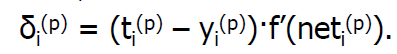 δᵢ⁽ᵖ⁾ = (tᵢ⁽ᵖ⁾ – yᵢ⁽ᵖ⁾)·f′(netᵢ⁽ᵖ⁾).